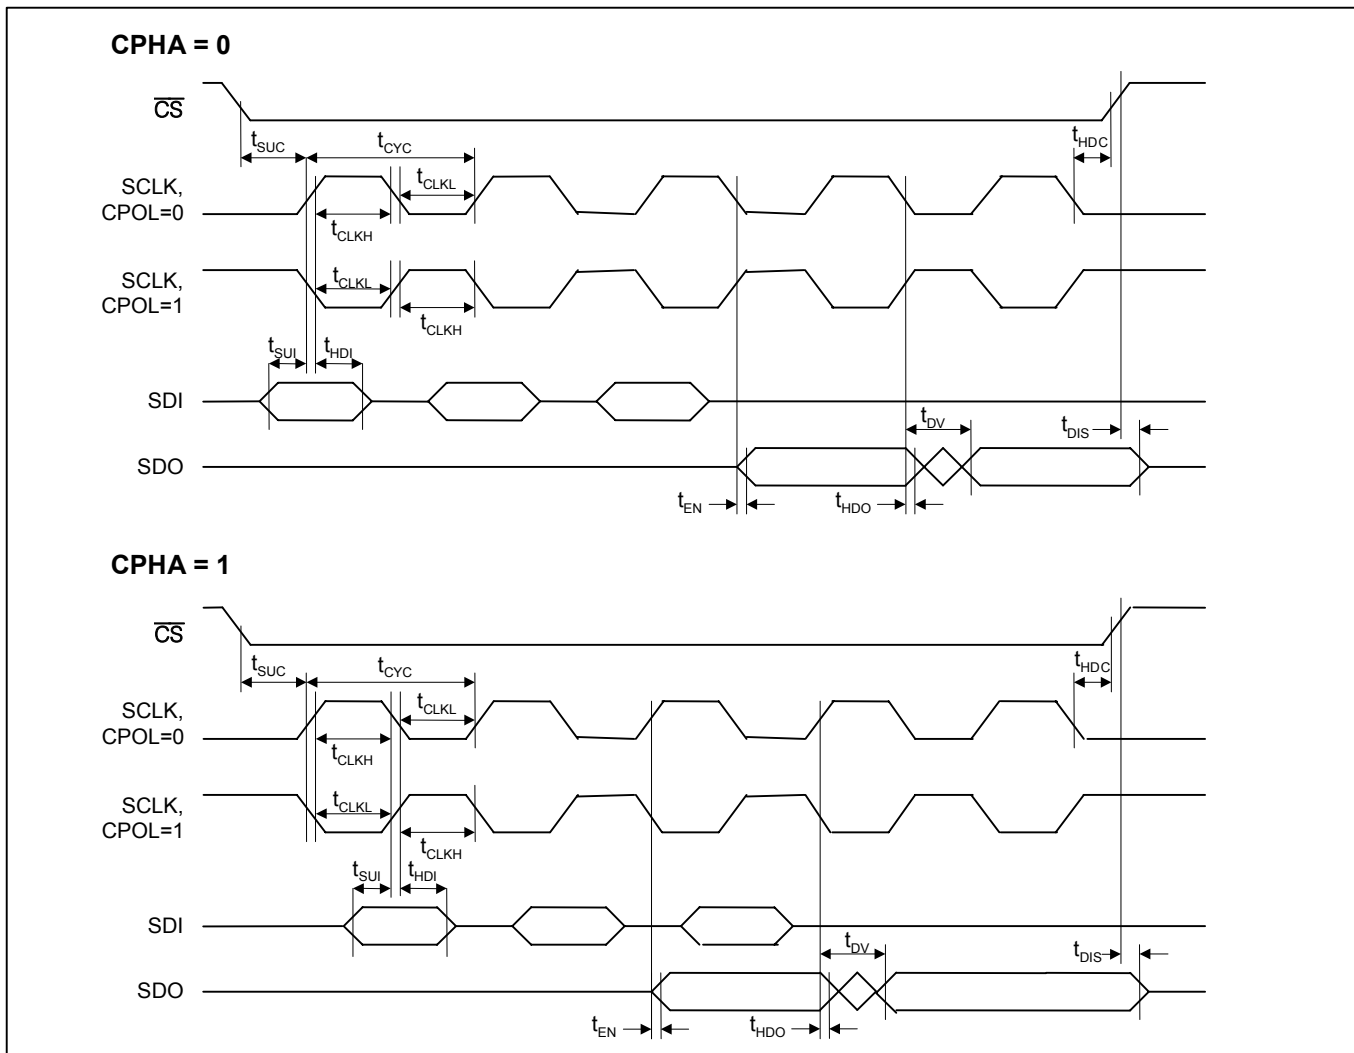 CPHA = 0
CS
tSUC
tCYC
tHDC
SCLK,
CPOL=0
tCLKL
tCLKH
SCLK,
CPOL=1
tCLKL
tCLKH
tSUI
tHDI
SDI
tDV
tDIS
SDO
tEN
tHDO
CPHA = 1
CS
tSUC
tCYC
tHDC
SCLK,
CPOL=0
tCLKL
tCLKH
SCLK,
CPOL=1
tCLKL
tCLKH
tSUI
tHDI
SDI
tDV
tDIS
SDO
tEN
tHDO